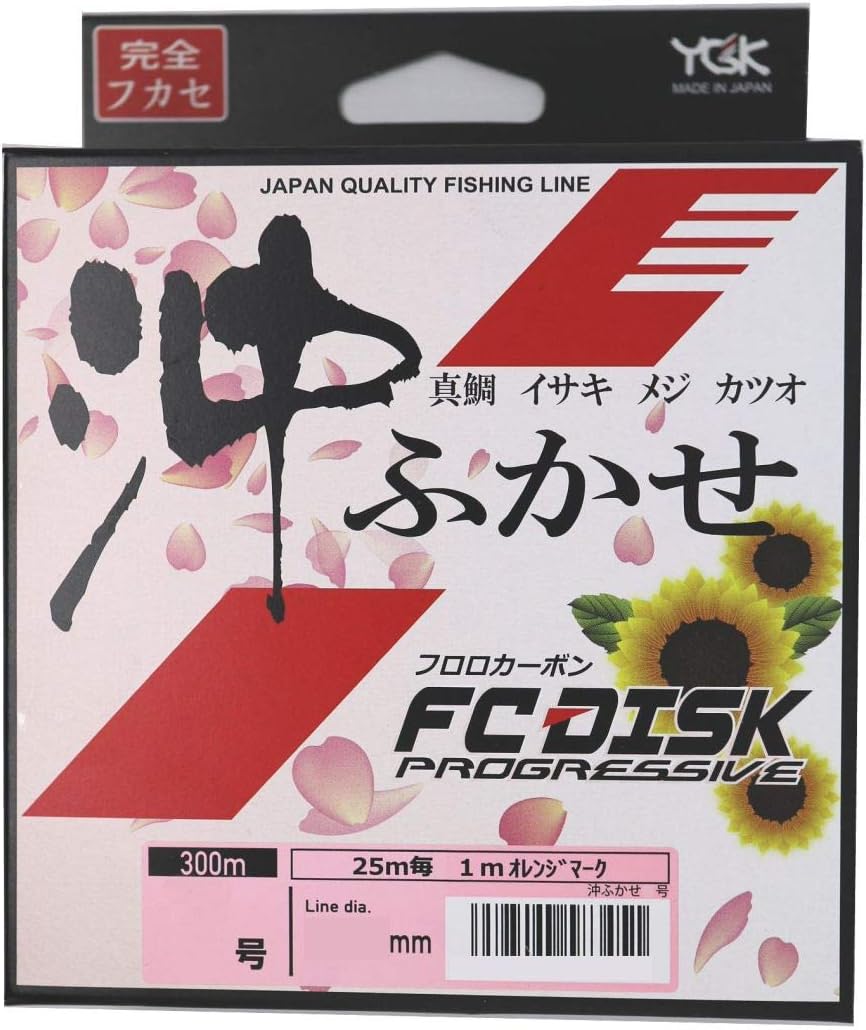 完全
フカセ
YGK
MADE IN JAPAN
JAPAN QUALITY FISHING LINE
沖
真鯛 イサキ メジ カツオ
ふかせ
フロロカーボン
FC-DISK
PROGRESSIVE
300m
25m毎 1mオレンジマーク
沖ふかせ 号
号
Line dia.
mm